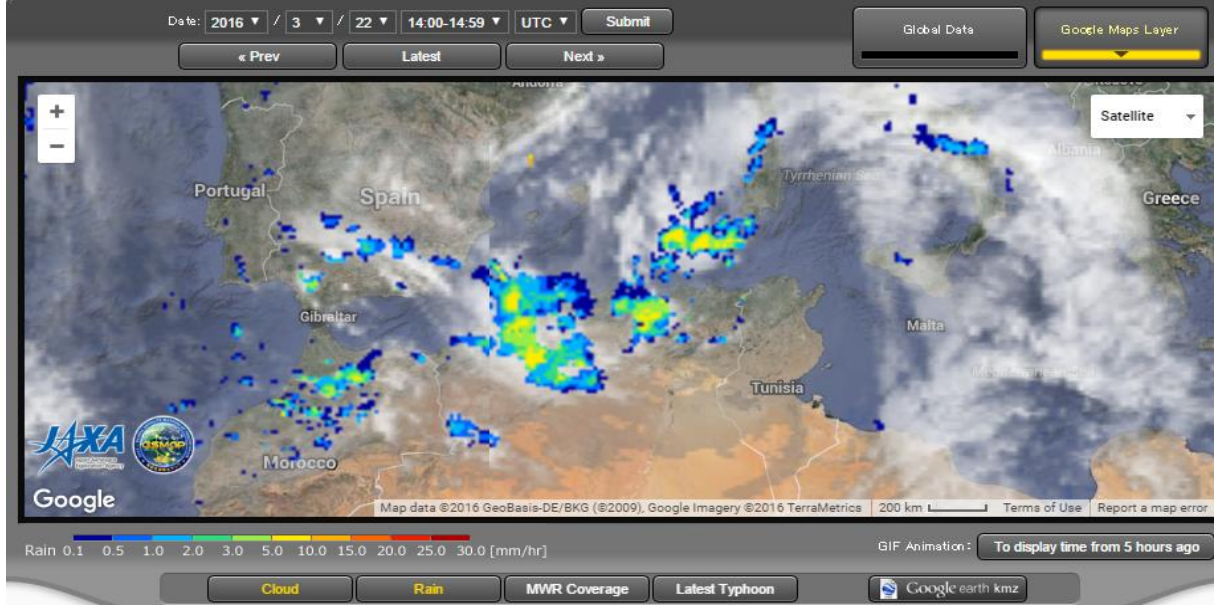 Date: 2016 / 3 / 22 14:00-14:59 UTC Submit
« Prev Latest Next »
Global Data
Google Maps Layer
+
−
Satellite
Andorra
Albania
Tyrrhenian Sea
Portugal
Spain
Greece
Gibraltar
Malta
Tunisia
Morocco
JAXA
GSMaP
Google
Map data ©2016 GeoBasis-DE/BKG (©2009), Google Imagery ©2016 TerraMetrics 200 km Terms of Use Report a map error
Rain 0.1 0.5 1.0 2.0 3.0 5.0 10.0 15.0 20.0 25.0 30.0 [mm/hr]
GIF Animation: To display time from 5 hours ago
Cloud Rain MWR Coverage Latest Typhoon Google earth kmz